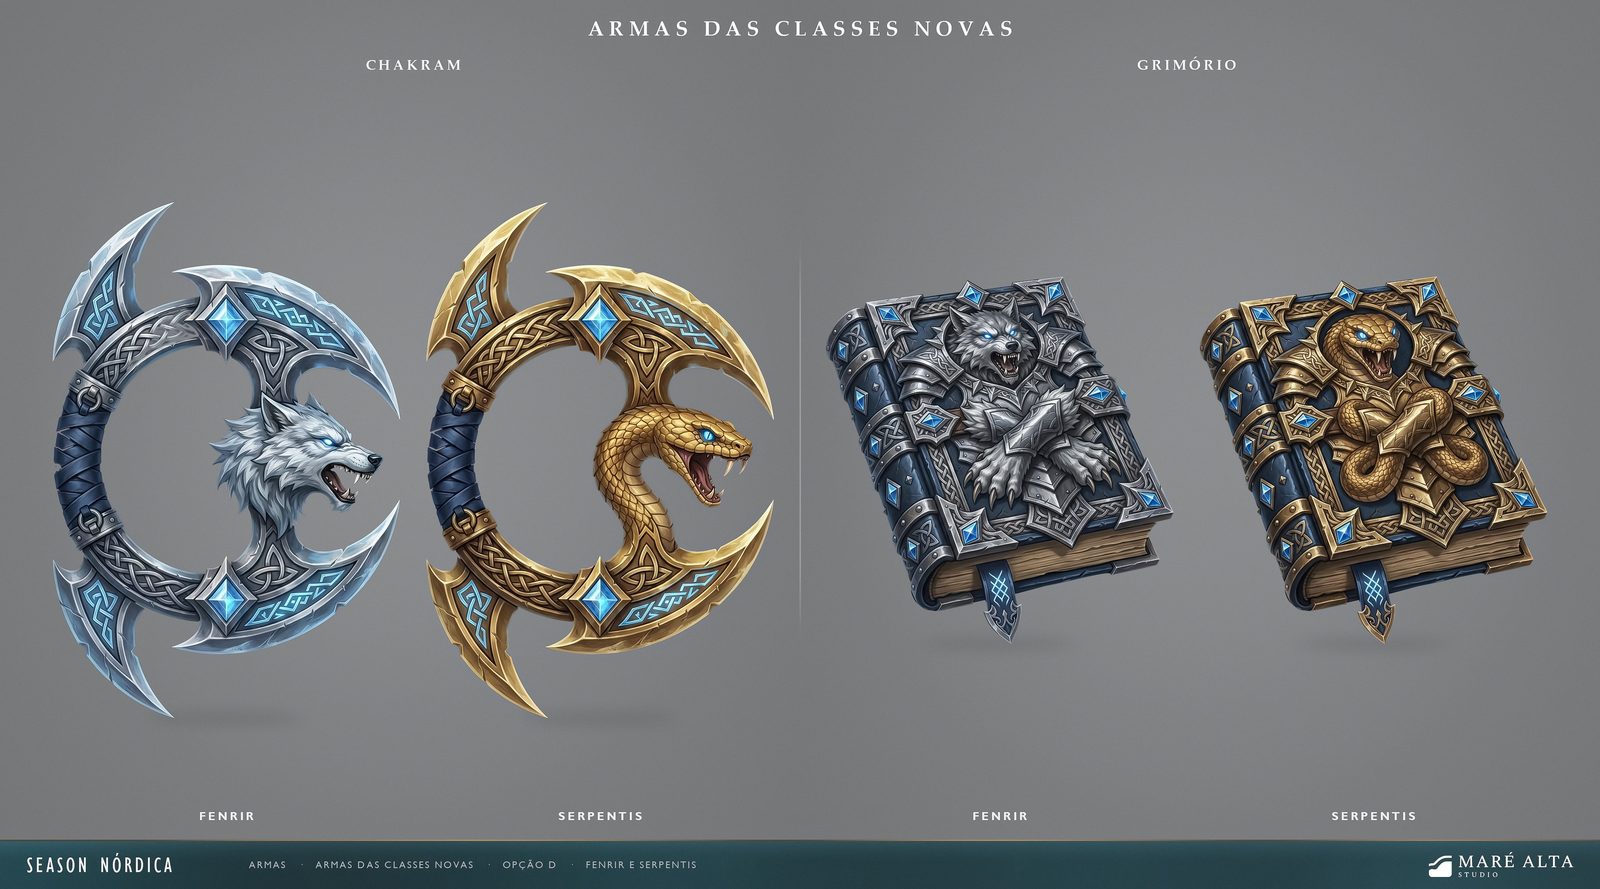 ARMAS DAS CLASSES NOVAS
CHAKRAM
GRIMÓRIO
FENRIR
SERPENTIS
FENRIR
SERPENTIS
SEASON NÓRDICA
ARMAS · ARMAS DAS CLASSES NOVAS · OPÇÃO D · FENRIR E SERPENTIS
MARÉ ALTA
STUDIO